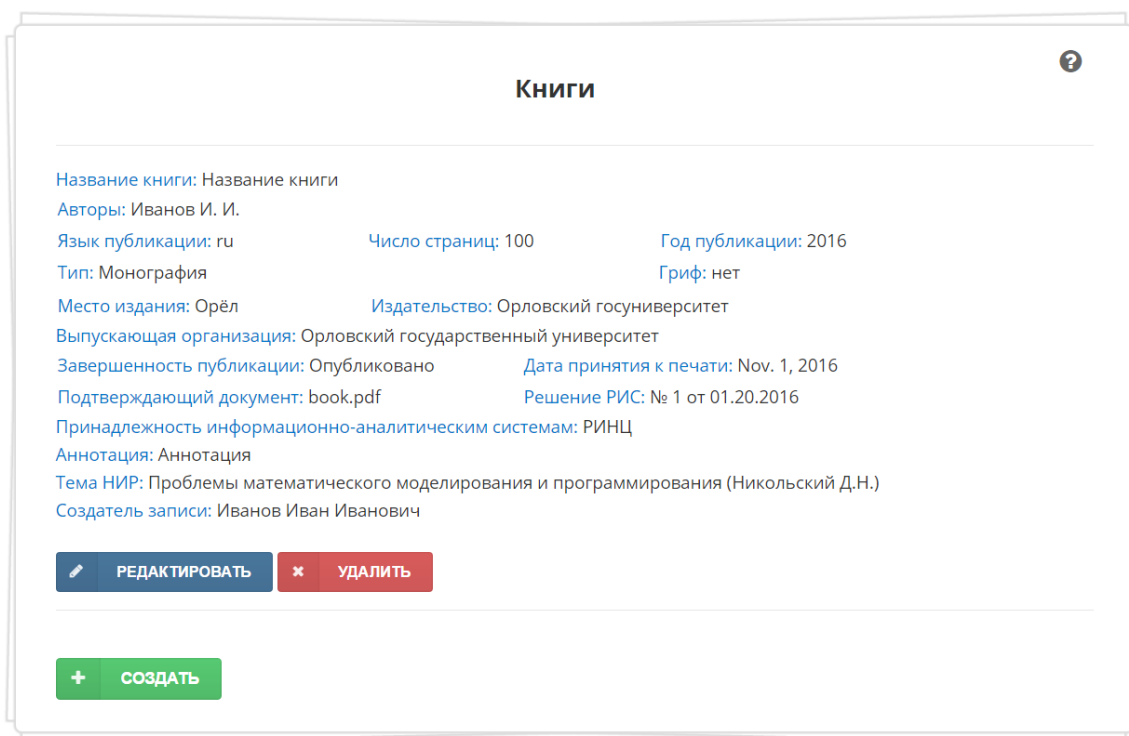 Книги
Название книги: Название книги
Авторы: Иванов И. И.
Язык публикации: ru Число страниц: 100 Год публикации: 2016
Тип: Монография Гриф: нет
Место издания: Орёл Издательство: Орловский госуниверситет
Выпускающая организация: Орловский государственный университет
Завершенность публикации: Опубликовано Дата принятия к печати: Nov. 1, 2016
Подтверждающий документ: book.pdf Решение РИС: № 1 от 01.20.2016
Принадлежность информационно-аналитическим системам: РИНЦ
Аннотация: Аннотация
Тема НИР: Проблемы математического моделирования и программирования (Никольский Д.Н.)
Создатель записи: Иванов Иван Иванович
РЕДАКТИРОВАТЬ УДАЛИТЬ
СОЗДАТЬ